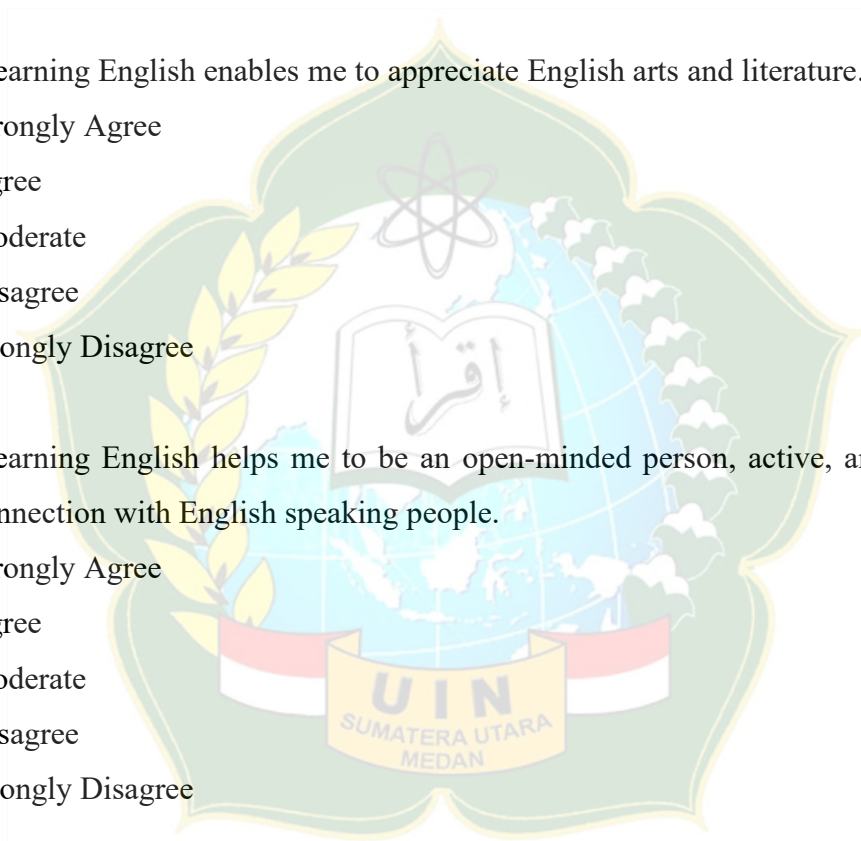 earning English enables me to appreciate English arts and literature.
rongly Agree
gree
oderate
sagree
ongly Disagree
إقرأ
earning English helps me to be an open-minded person, active, a
nnection with English speaking people.
rongly Agree
gree
oderate
sagree
ongly Disagree
UIN
SUMATERA UTARA
MEDAN